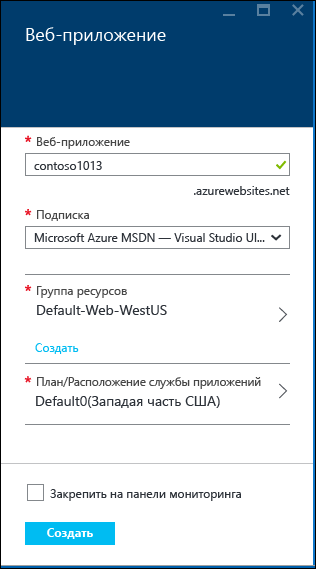 Веб-приложение
* Веб-приложение
contoso1013
.azurewebsites.net
* Подписка
Microsoft Azure MSDN — Visual Studio Ul...
* Группа ресурсов
Default-Web-WestUS
Создать
* План/Расположение службы приложений
Default0(Западая часть США)
Закрепить на панели мониторинга
Создать